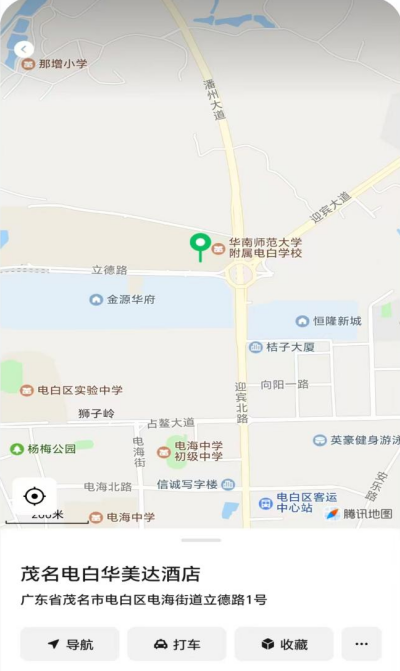 那增小学
潘州大道
迎宾大道
华南师范大学
附属电白学校
立德路
金源华府
恒隆新城
桔子大厦
向阳一路
迎宾北路
电白区实验中学
狮子岭
占鳌大道
电海街
杨梅公园
电海中学
初级中学
英豪健身游泳
安乐路
电海北路
信诚写字楼
电白区客运
中心站
200米
电海中学
腾讯地图
茂名电白华美达酒店
广东省茂名市电白区电海街道立德路1号
导航
打车
收藏